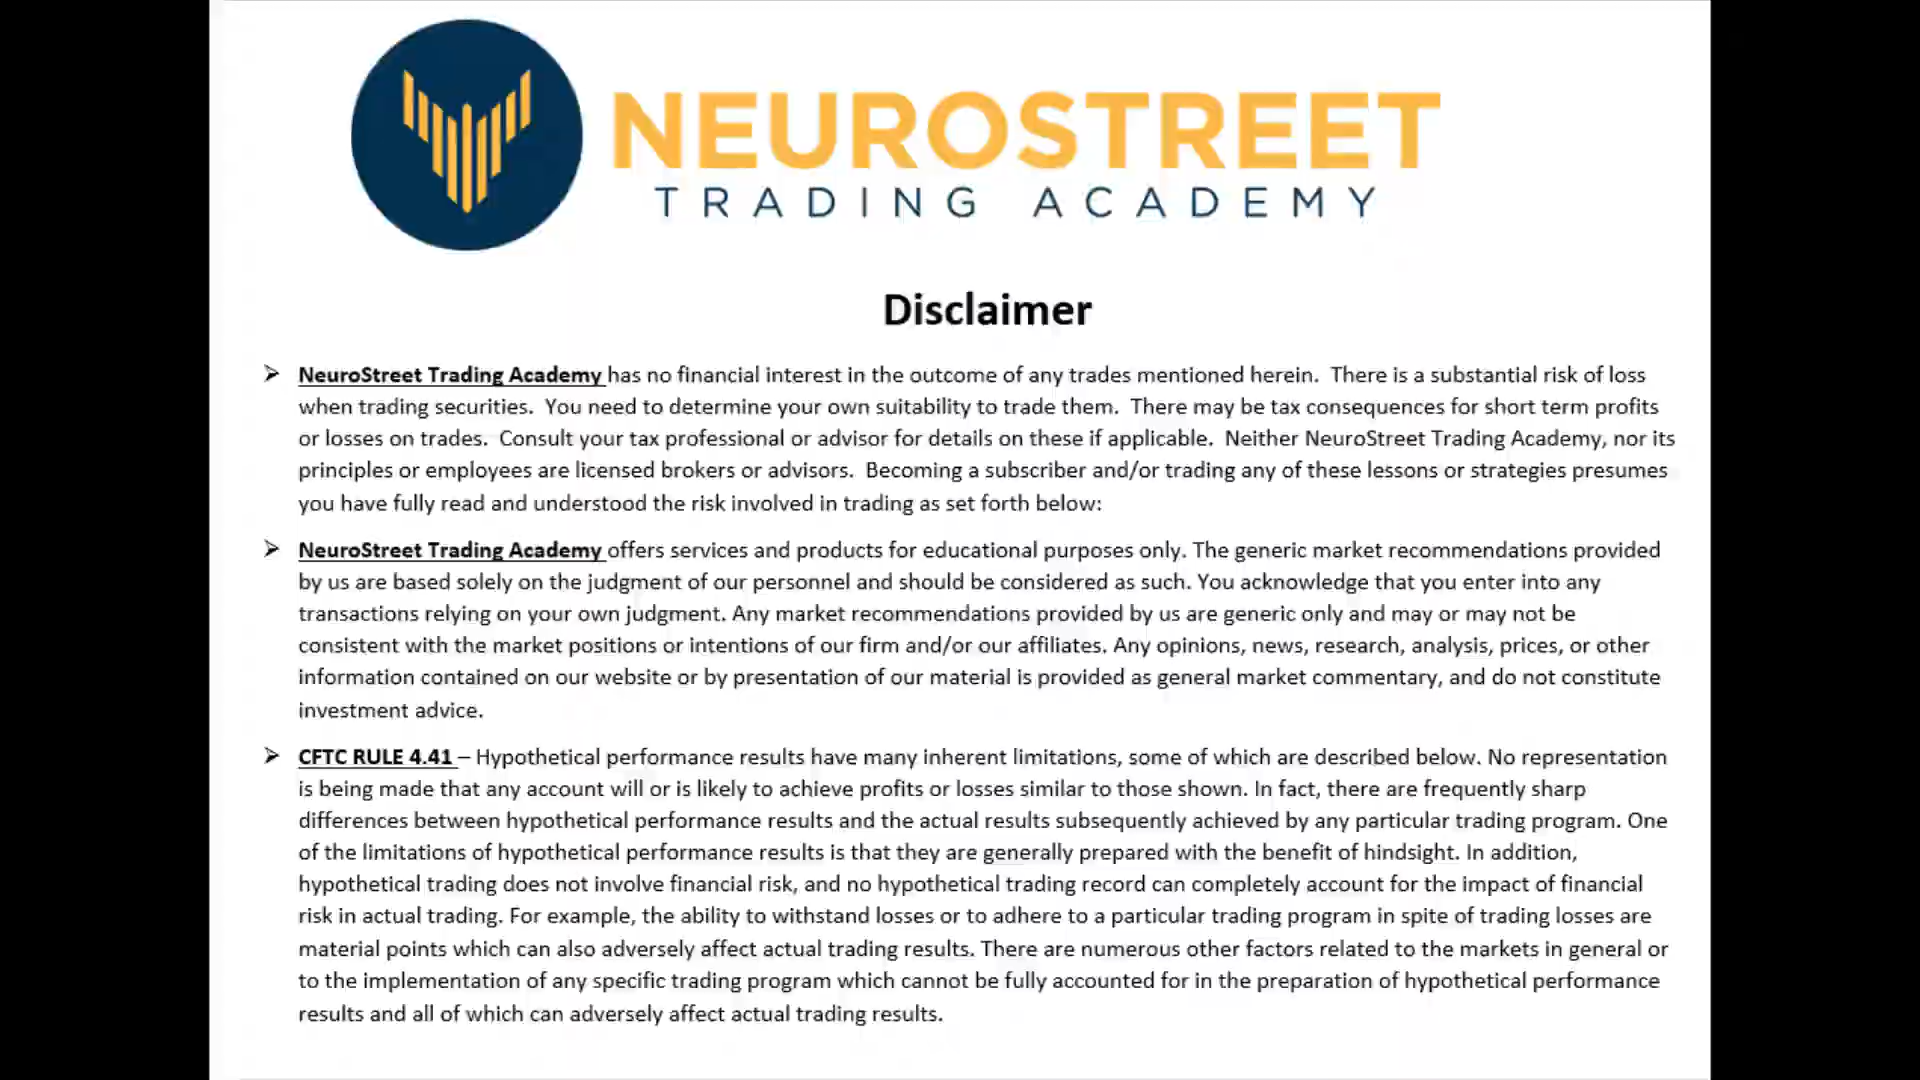 NEUROSTREET
TRADING ACADEMY
Disclaimer
➢ NeuroStreet Trading Academy has no financial interest in the outcome of any trades mentioned herein.  There is a substantial risk of loss
when trading securities.  You need to determine your own suitability to trade them.  There may be tax consequences for short term profits
or losses on trades.  Consult your tax professional or advisor for details on these if applicable.  Neither NeuroStreet Trading Academy, nor its
principles or employees are licensed brokers or advisors.  Becoming a subscriber and/or trading any of these lessons or strategies presumes
you have fully read and understood the risk involved in trading as set forth below:
➢ NeuroStreet Trading Academy offers services and products for educational purposes only. The generic market recommendations provided
by us are based solely on the judgment of our personnel and should be considered as such. You acknowledge that you enter into any
transactions relying on your own judgment. Any market recommendations provided by us are generic only and may or may not be
consistent with the market positions or intentions of our firm and/or our affiliates. Any opinions, news, research, analysis, prices, or other
information contained on our website or by presentation of our material is provided as general market commentary, and do not constitute
investment advice.
➢ CFTC RULE 4.41 – Hypothetical performance results have many inherent limitations, some of which are described below. No representation
is being made that any account will or is likely to achieve profits or losses similar to those shown. In fact, there are frequently sharp
differences between hypothetical performance results and the actual results subsequently achieved by any particular trading program. One
of the limitations of hypothetical performance results is that they are generally prepared with the benefit of hindsight. In addition,
hypothetical trading does not involve financial risk, and no hypothetical trading record can completely account for the impact of financial
risk in actual trading. For example, the ability to withstand losses or to adhere to a particular trading program in spite of trading losses are
material points which can also adversely affect actual trading results. There are numerous other factors related to the markets in general or
to the implementation of any specific trading program which cannot be fully accounted for in the preparation of hypothetical performance
results and all of which can adversely affect actual trading results.